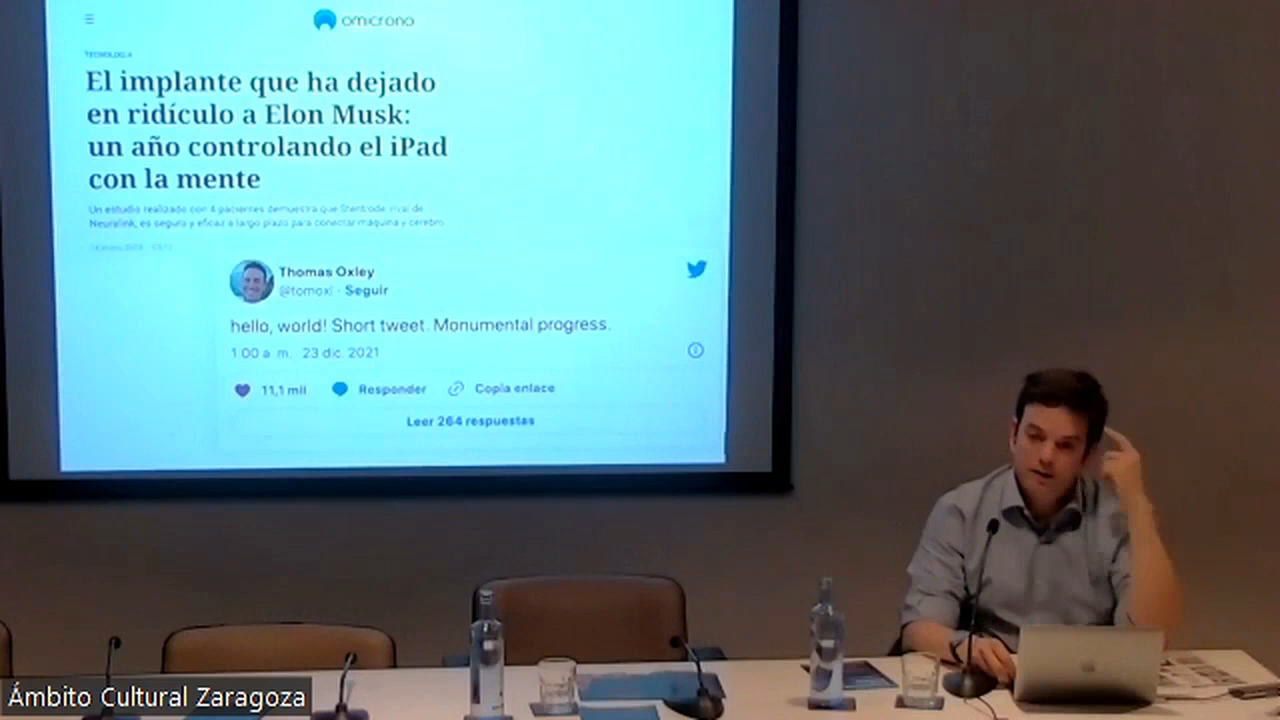 omicrono
TECNOLOGÍA
El implante que ha dejado
en ridículo a Elon Musk:
un año controlando el iPad
con la mente
Un estudio realizado con 4 pacientes demuestra que Stentrode, rival de
Neuralink, es seguro y eficaz a largo plazo para conectar máquina y cerebro
Thomas Oxley
@tomoxl · Seguir
hello, world! Short tweet. Monumental progress.
1:00 a. m. · 23 dic. 2021
11,1 mil Responder Copia enlace
Leer 264 respuestas
Ámbito Cultural Zaragoza